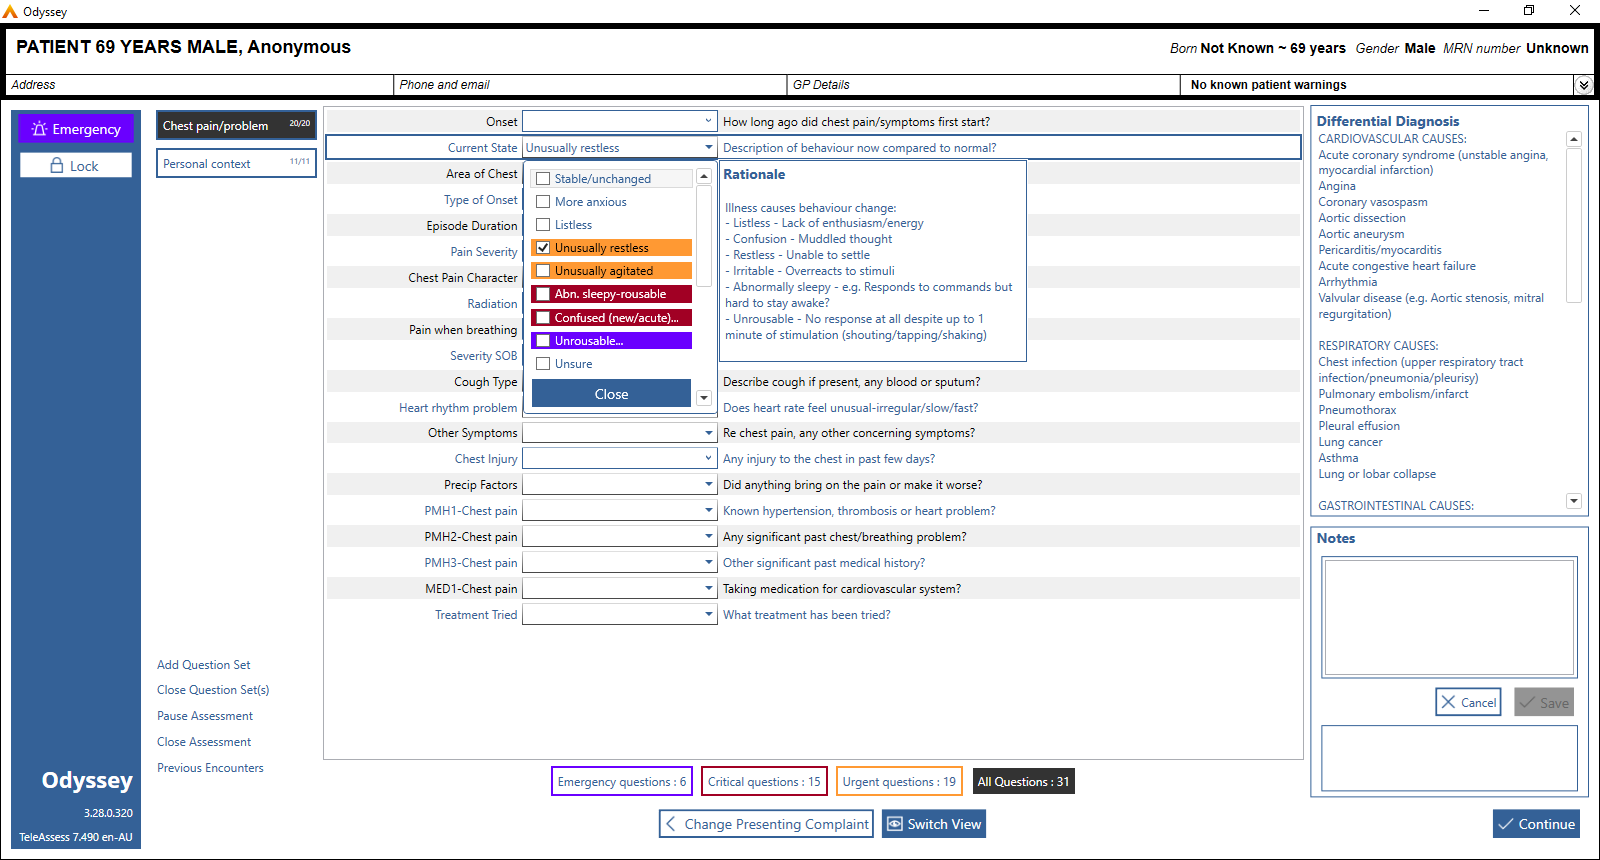 Odyssey
PATIENT 69 YEARS MALE, Anonymous
Born Not Known ~ 69 years Gender Male MRN number Unknown
Address
Phone and email
GP Details
No known patient warnings
Emergency
Lock
Chest pain/problem 20/20
Personal context 11/11
Onset
How long ago did chest pain/symptoms first start?
Current State
Unusually restless
Description of behaviour now compared to normal?
Area of Chest
Type of Onset
Episode Duration
Pain Severity
Chest Pain Character
Radiation
Pain when breathing
Severity SOB
Cough Type
Describe cough if present, any blood or sputum?
Heart rhythm problem
Does heart rate feel unusual-irregular/slow/fast?
Other Symptoms
Re chest pain, any other concerning symptoms?
Chest Injury
Any injury to the chest in past few days?
Precip Factors
Did anything bring on the pain or make it worse?
PMH1-Chest pain
Known hypertension, thrombosis or heart problem?
PMH2-Chest pain
Any significant past chest/breathing problem?
PMH3-Chest pain
Other significant past medical history?
MED1-Chest pain
Taking medication for cardiovascular system?
Treatment Tried
What treatment has been tried?
Stable/unchanged
More anxious
Listless
Unusually restless
Unusually agitated
Abn. sleepy-rousable
Confused (new/acute)...
Unrousable...
Unsure
Close
Rationale
Illness causes behaviour change:
- Listless - Lack of enthusiasm/energy
- Confusion - Muddled thought
- Restless - Unable to settle
- Irritable - Overreacts to stimuli
- Abnormally sleepy - e.g. Responds to commands but
hard to stay awake?
- Unrousable - No response at all despite up to 1
minute of stimulation (shouting/tapping/shaking)
Differential Diagnosis
CARDIOVASCULAR CAUSES:
Acute coronary syndrome (unstable angina,
myocardial infarction)
Angina
Coronary vasospasm
Aortic dissection
Aortic aneurysm
Pericarditis/myocarditis
Acute congestive heart failure
Arrhythmia
Valvular disease (e.g. Aortic stenosis, mitral
regurgitation)
RESPIRATORY CAUSES:
Chest infection (upper respiratory tract
infection/pneumonia/pleurisy)
Pulmonary embolism/infarct
Pneumothorax
Pleural effusion
Lung cancer
Asthma
Lung or lobar collapse
GASTROINTESTINAL CAUSES:
Notes
Cancel
Save
Add Question Set
Close Question Set(s)
Pause Assessment
Close Assessment
Previous Encounters
Odyssey
3.28.0.320
TeleAssess 7.490 en-AU
Emergency questions : 6
Critical questions : 15
Urgent questions : 19
All Questions : 31
Change Presenting Complaint
Switch View
Continue